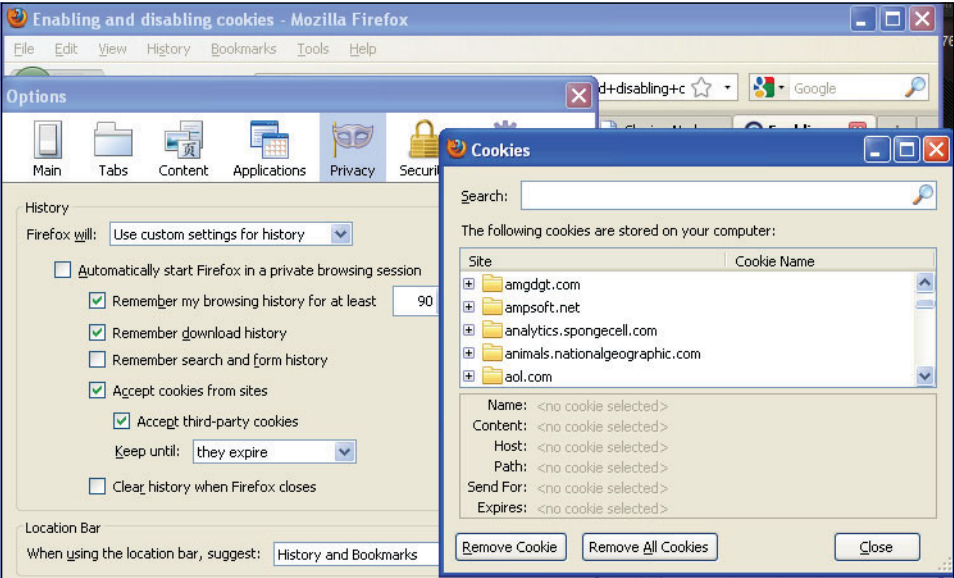 Enabling and disabling cookies - Mozilla Firefox
File Edit View History Bookmarks Tools Help
d+disabling+c Google
Options
Main Tabs Content Applications Privacy Securi
History
Firefox will: Use custom settings for history
Automatically start Firefox in a private browsing session
Remember my browsing history for at least 90
Remember download history
Remember search and form history
Accept cookies from sites
Accept third-party cookies
Keep until: they expire
Clear history when Firefox closes
Location Bar
When using the location bar, suggest: History and Bookmarks
Cookies
Search:
The following cookies are stored on your computer:
Site Cookie Name
amgdgt.com
ampsoft.net
analytics.spongecell.com
animals.nationalgeographic.com
aol.com
Name: <no cookie selected>
Content: <no cookie selected>
Host: <no cookie selected>
Path: <no cookie selected>
Send For: <no cookie selected>
Expires: <no cookie selected>
Remove Cookie Remove All Cookies Close